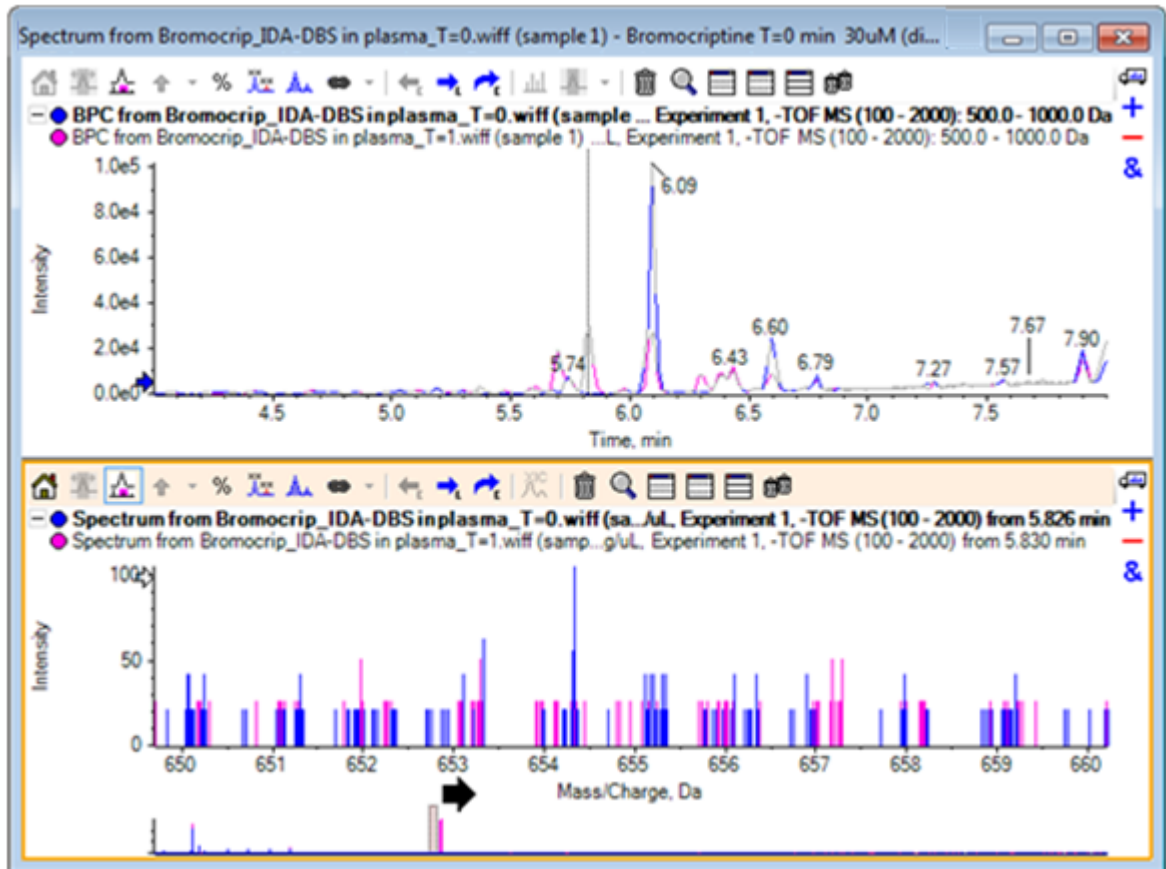 Spectrum from Bromocrip_IDA-DBS in plasma_T=0.wiff (sample 1) - Bromocriptine T=0 min 30uM (di...
%
BPC from Bromocrip_IDA-DBS in plasma_T=0.wiff (sample ... Experiment 1, -TOF MS (100 - 2000): 500.0 - 1000.0 Da
BPC from Bromocrip_IDA-DBS in plasma_T=1.wiff (sample 1) ...L, Experiment 1, -TOF MS (100 - 2000): 500.0 - 1000.0 Da
+
−
&
Intensity
1.0e5
8.0e4
6.0e4
4.0e4
2.0e4
0.0e0
5.74
6.09
6.43
6.60
6.79
7.27
7.57
7.67
7.90
4.5 5.0 5.5 6.0 6.5 7.0 7.5
Time, min
%
Spectrum from Bromocrip_IDA-DBS in plasma_T=0.wiff (sa.../uL, Experiment 1, -TOF MS (100 - 2000) from 5.826 min
Spectrum from Bromocrip_IDA-DBS in plasma_T=1.wiff (samp...g/uL, Experiment 1, -TOF MS (100 - 2000) from 5.830 min
+
−
&
Intensity
100
50
0
650 651 652 653 654 655 656 657 658 659 660
Mass/Charge, Da